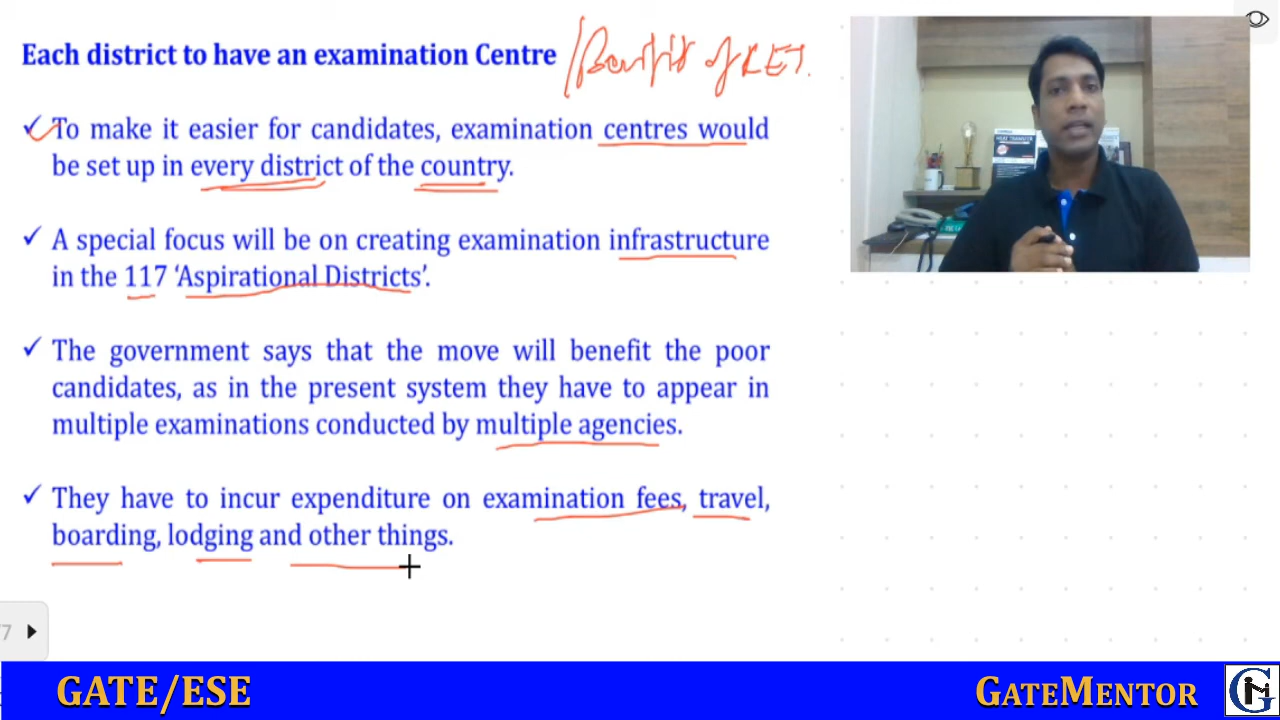 Each district to have an examination Centre /Benefit of CET.
✓ To make it easier for candidates, examination centres would
be set up in every district of the country.
✓ A special focus will be on creating examination infrastructure
in the 117 ‘Aspirational Districts’.
✓ The government says that the move will benefit the poor
candidates, as in the present system they have to appear in
multiple examinations conducted by multiple agencies.
✓ They have to incur expenditure on examination fees, travel,
boarding, lodging and other things.
7
GATE/ESE
GATEMENTOR